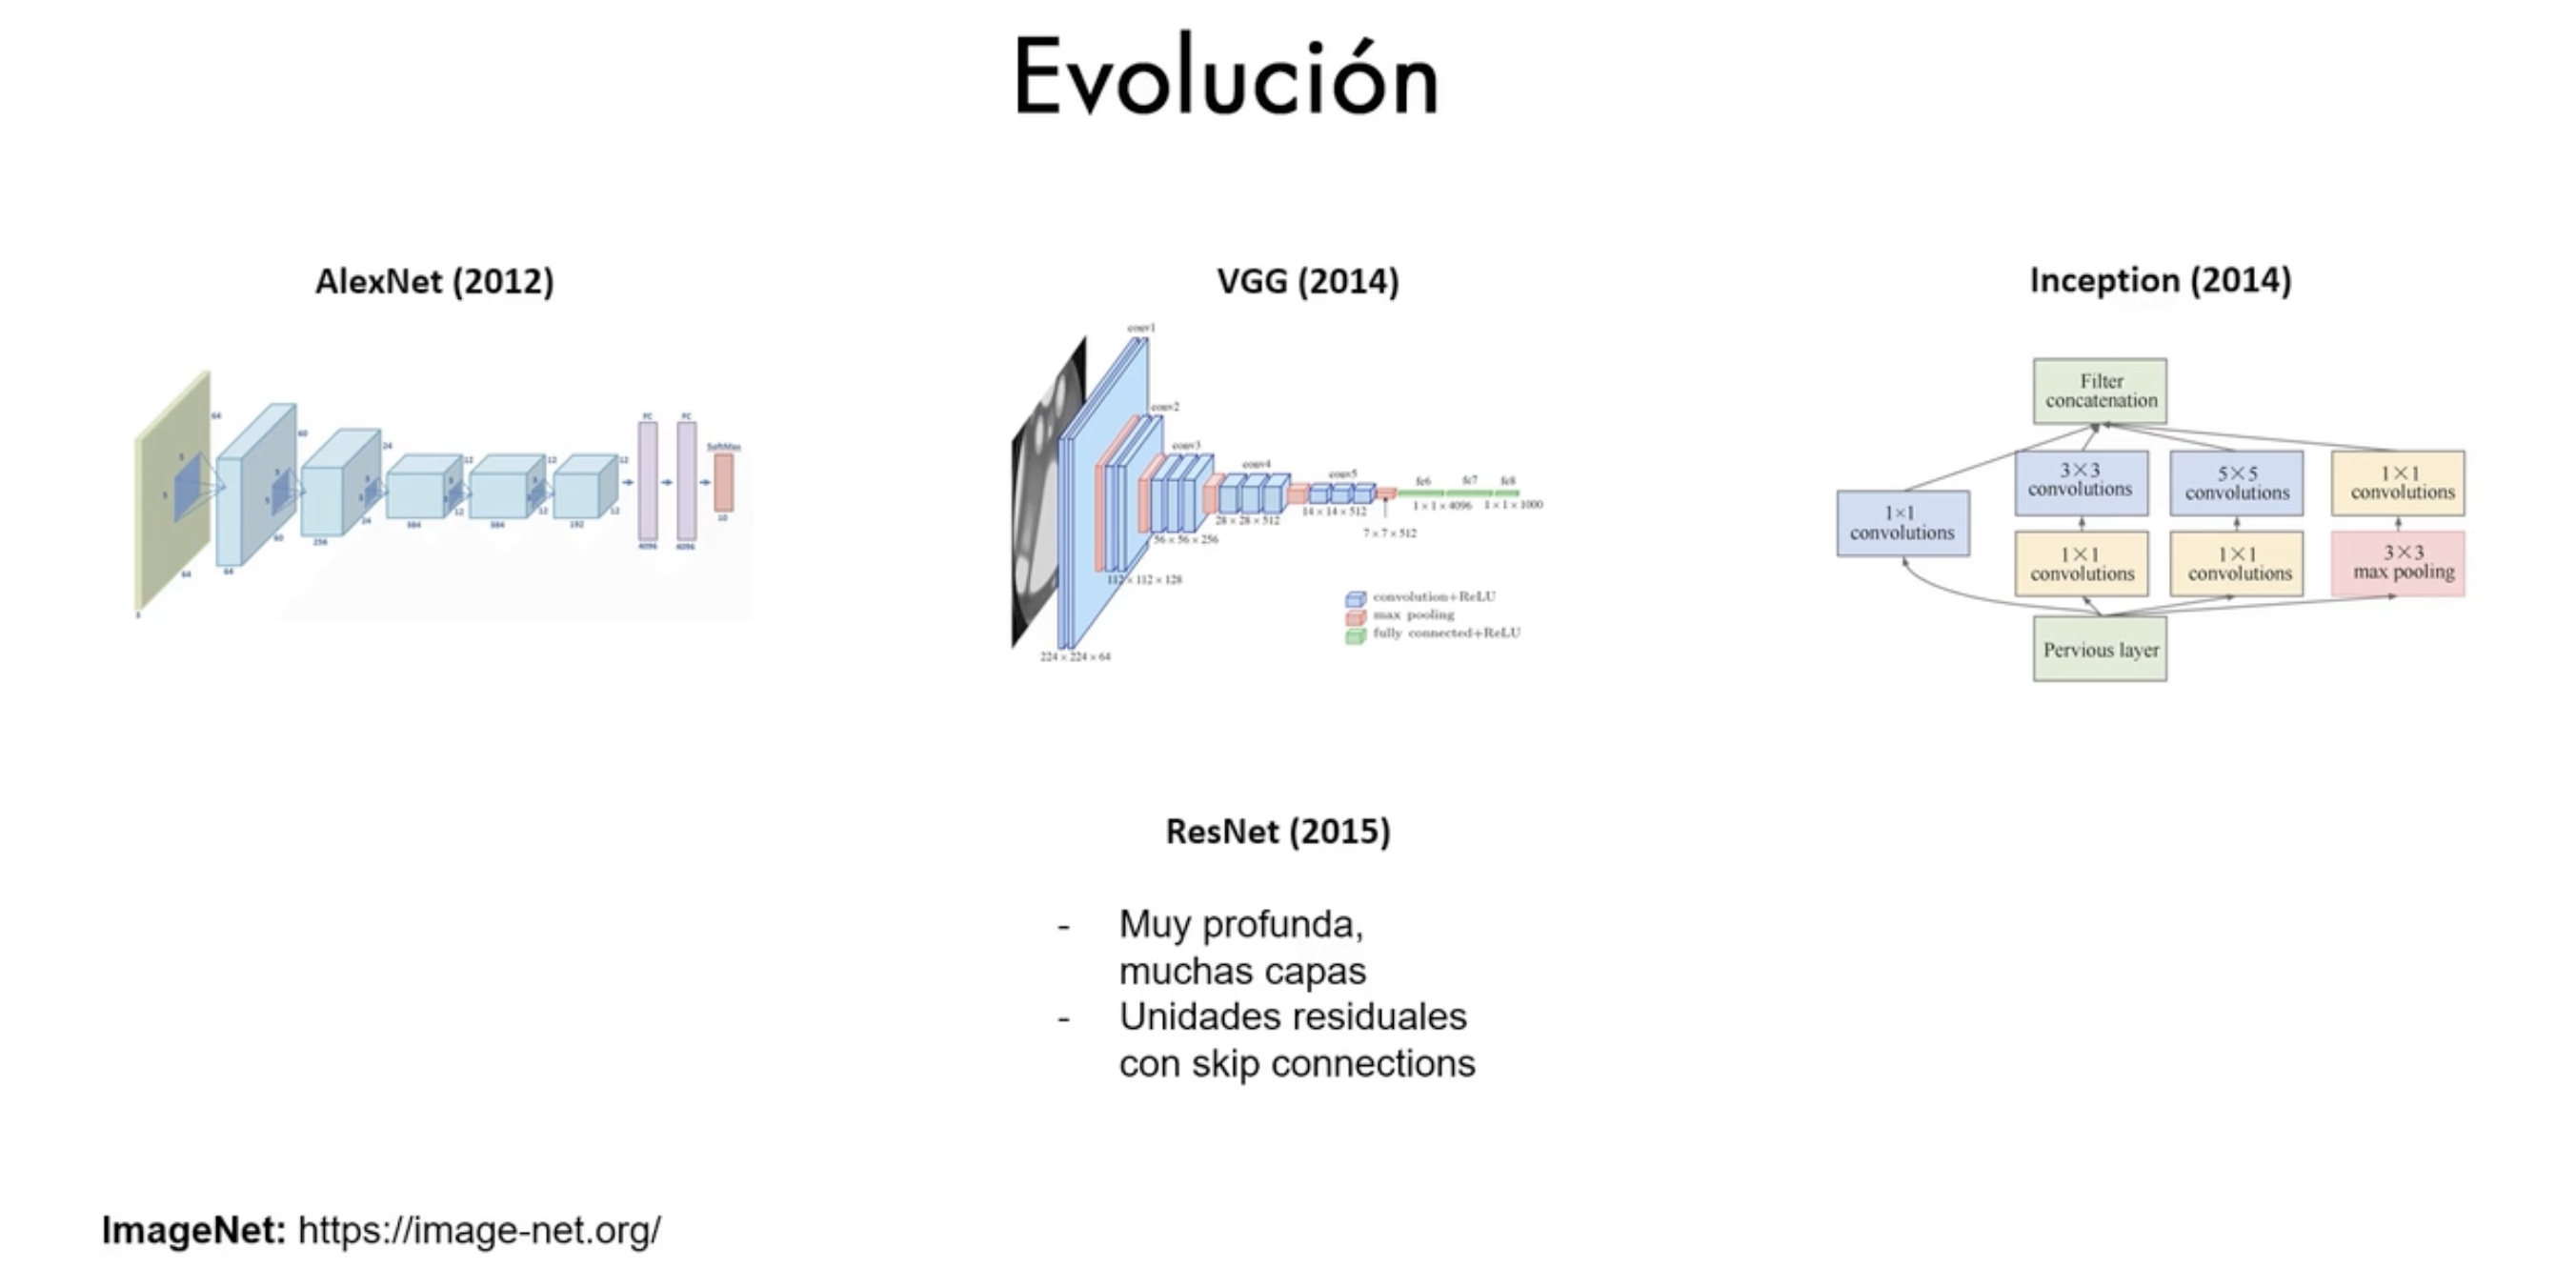 Evolución
AlexNet (2012)
64
60
24
12
12
12
5
5
5
5
3
3
3
3
3
3
FC
FC
SoftMax
24
12
12
12
60
64
64
256
384
384
192
4096
4096
10
3
VGG (2014)
conv1
conv2
conv3
conv4
conv5
fc6
fc7
fc8
1 × 1 × 4096
1 × 1 × 1000
14 × 14 × 512
28 × 28 × 512
7 × 7 × 512
56 × 56 × 256
112 × 112 × 128
224 × 224 × 64
convolution+ReLU
max pooling
fully connected+ReLU
Inception (2014)
Filter
concatenation
3×3
convolutions
5×5
convolutions
1×1
convolutions
1×1
convolutions
1×1
convolutions
1×1
convolutions
3×3
max pooling
Pervious layer
ResNet (2015)
- Muy profunda,
muchas capas
- Unidades residuales
con skip connections
ImageNet: https://image-net.org/